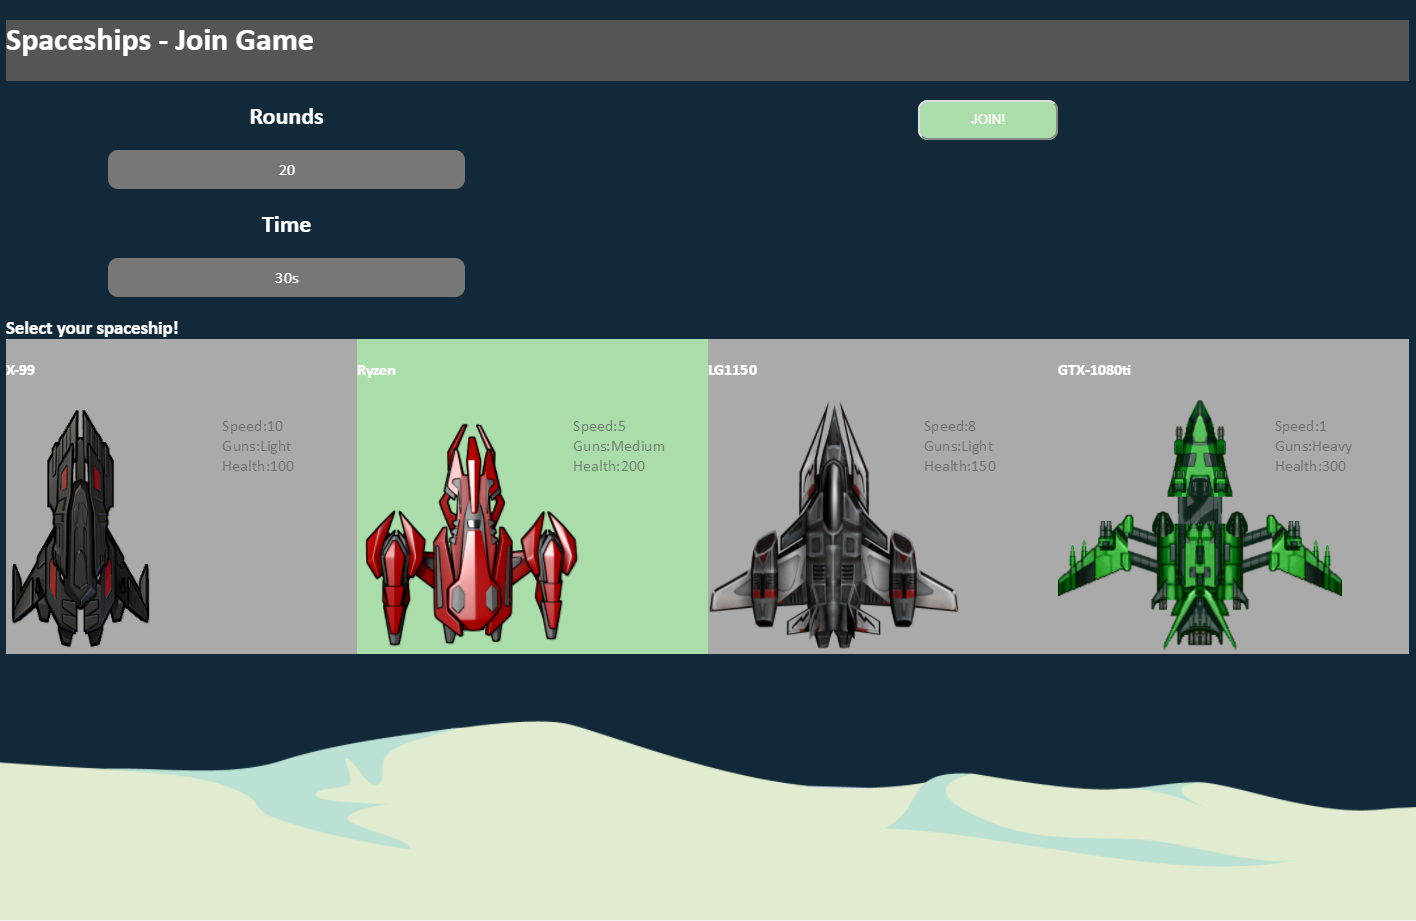 Spaceships - Join Game
Rounds
JOIN!
20
Time
30s
Select your spaceship!
X-99
Speed:10
Guns:Light
Health:100
Ryzen
Speed:5
Guns:Medium
Health:200
LG1150
Speed:8
Guns:Light
Health:150
GTX-1080ti
Speed:1
Guns:Heavy
Health:300